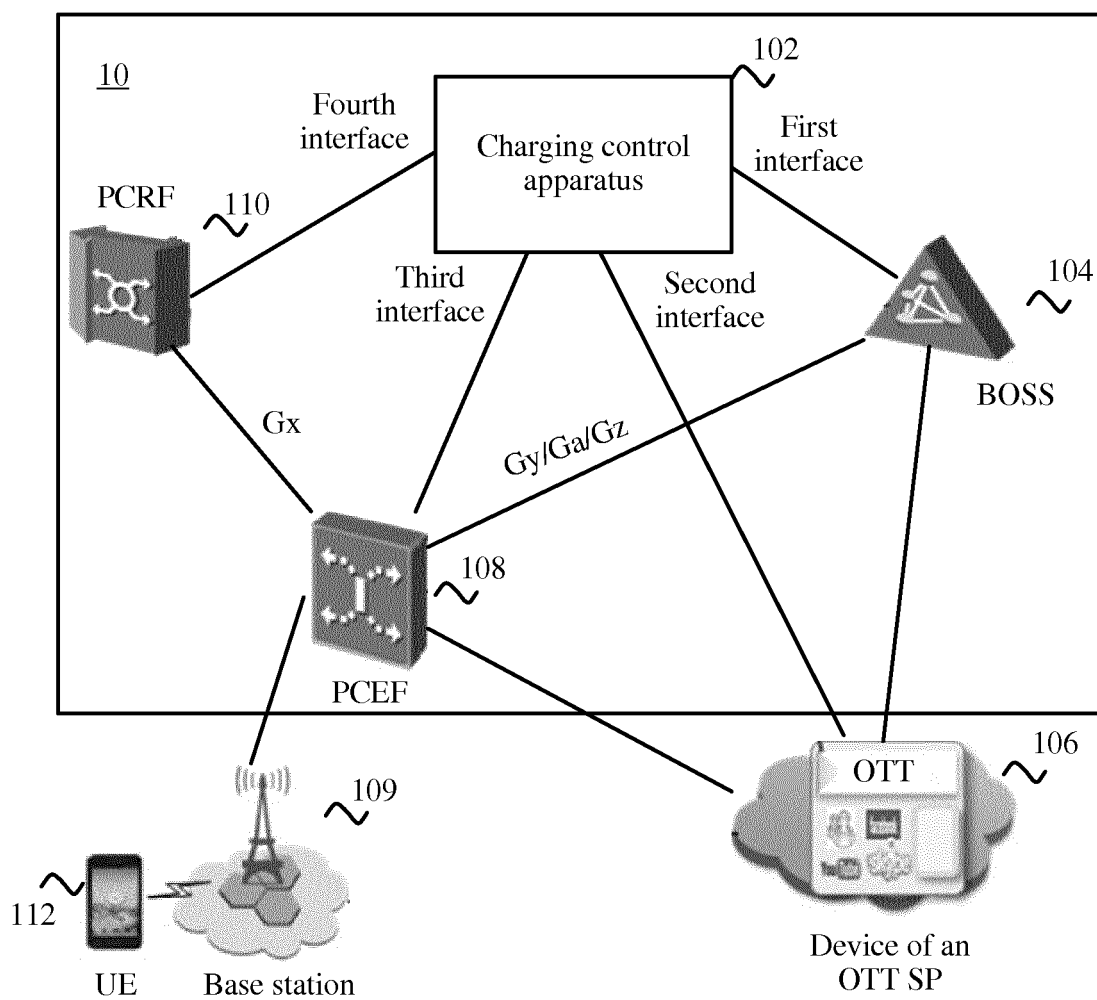 10
102
Fourth
interface
First
interface
Charging control
apparatus
PCRF
110
Third
interface
Second
interface
104
BOSS
Gx
Gy/Ga/Gz
108
PCEF
106
OTT
109
112
UE
Base station
Device of an
OTT SP